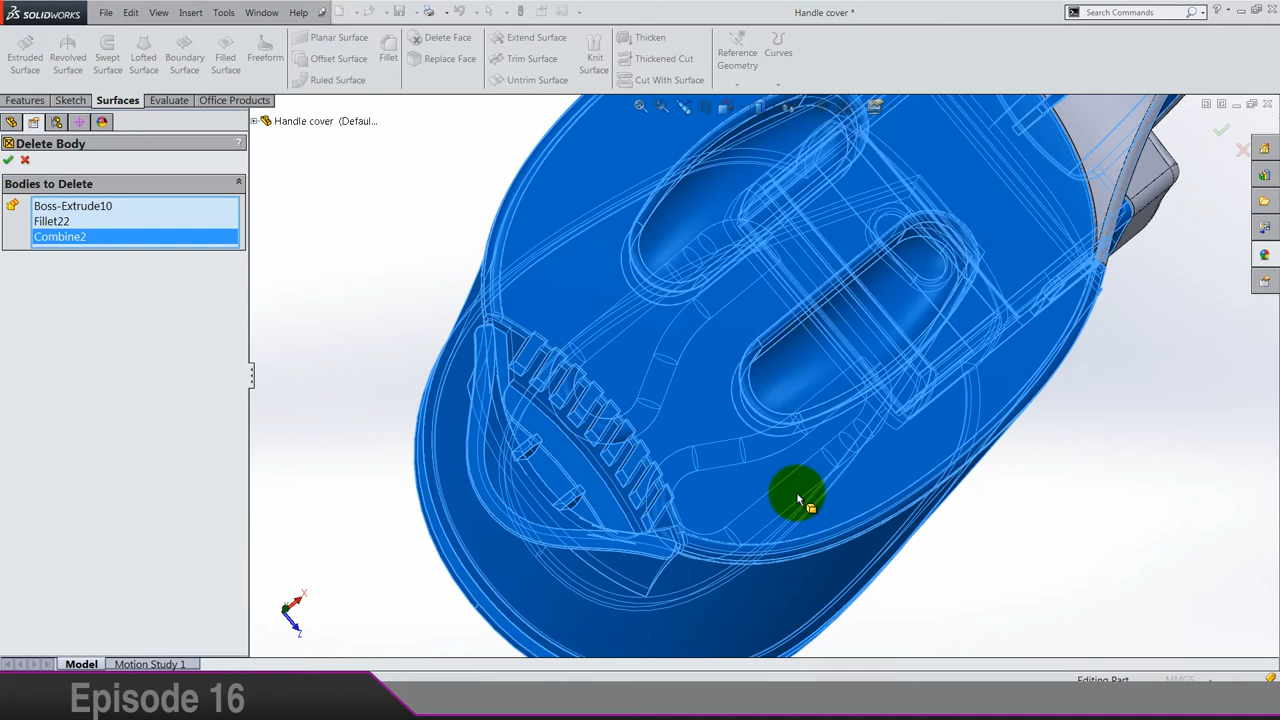 SOLIDWORKS File Edit View Insert Tools Window Help Handle cover * Search Commands
Extruded Surface Revolved Surface Swept Surface Lofted Surface Boundary Surface Filled Surface Freeform Planar Surface Offset Surface Ruled Surface Fillet Delete Face Replace Face Extend Surface Trim Surface Untrim Surface Knit Surface Thicken Thickened Cut Cut With Surface Reference Geometry Curves
Features Sketch Surfaces Evaluate Office Products
Handle cover (Defaul...
Delete Body ?
Bodies to Delete
Boss-Extrude10
Fillet22
Combine2
X
Z
Model Motion Study 1
Editing Part MMGS
Episode 16